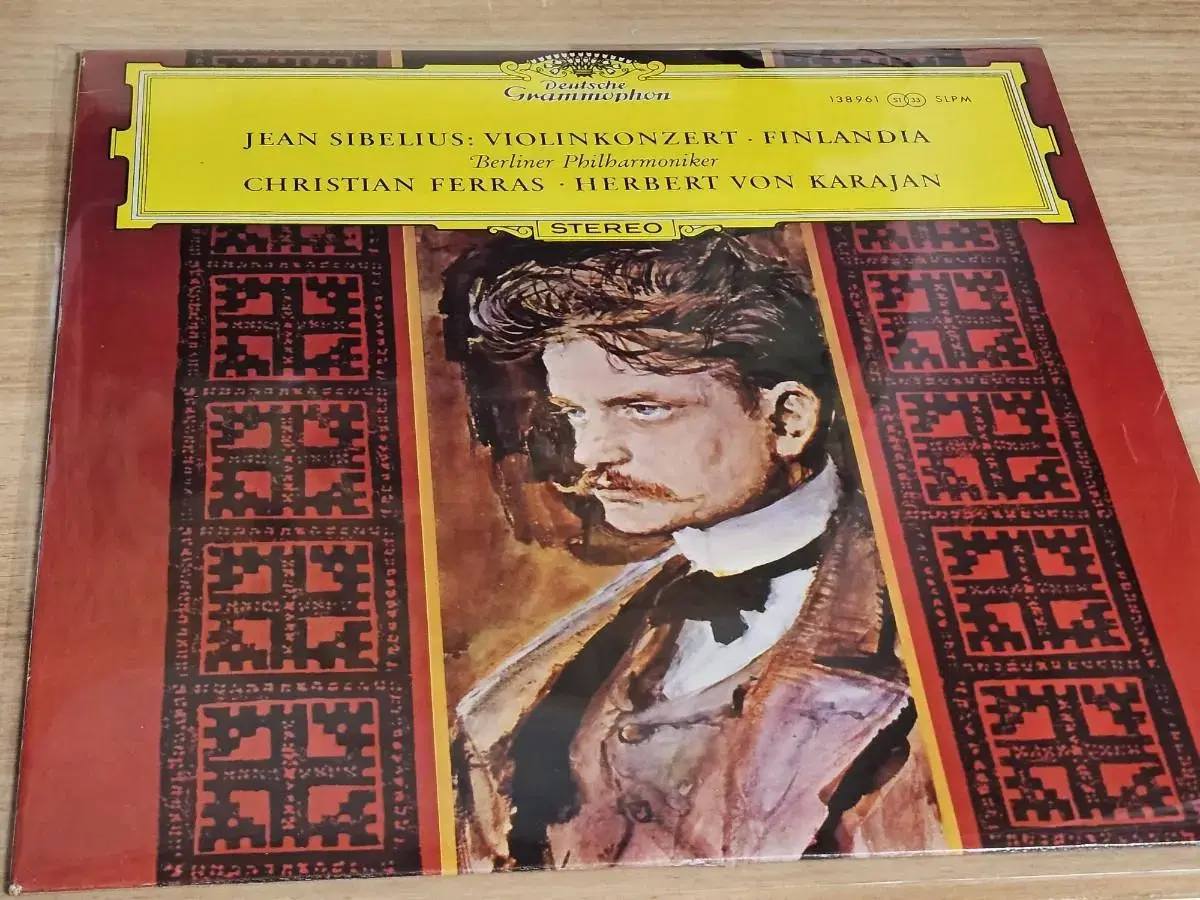 Deutsche
Grammophon
138961 ST 33 SLPM
JEAN SIBELIUS: VIOLINKONZERT · FINLANDIA
Berliner Philharmoniker
CHRISTIAN FERRAS · HERBERT VON KARAJAN
STEREO